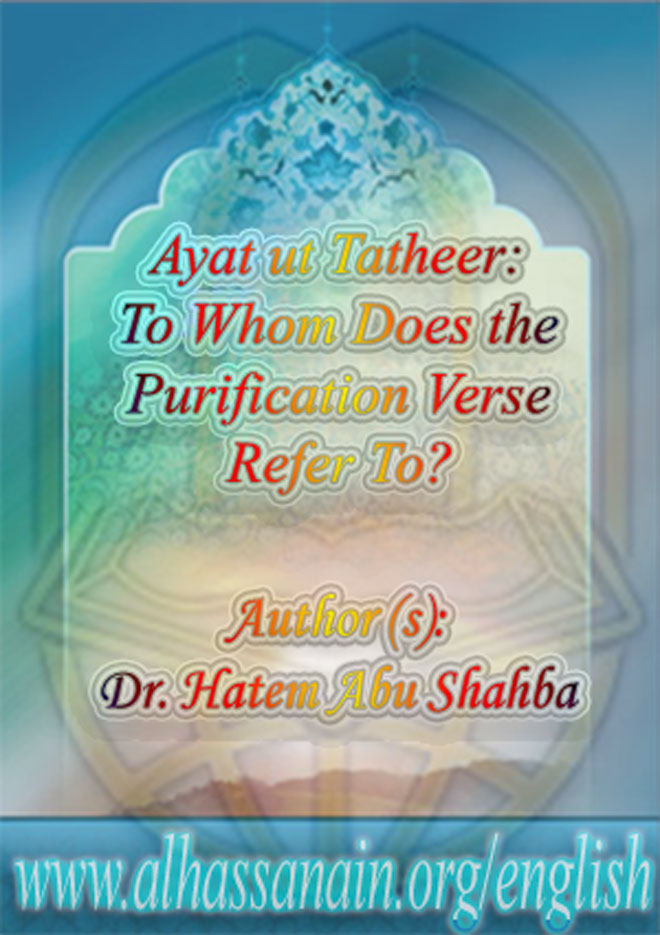 Ayat ut Tatheer:
To Whom Does the
Purification Verse
Refer To?
Author (s):
Dr. Hatem Abu Shahba
www.alhassanain.org/english